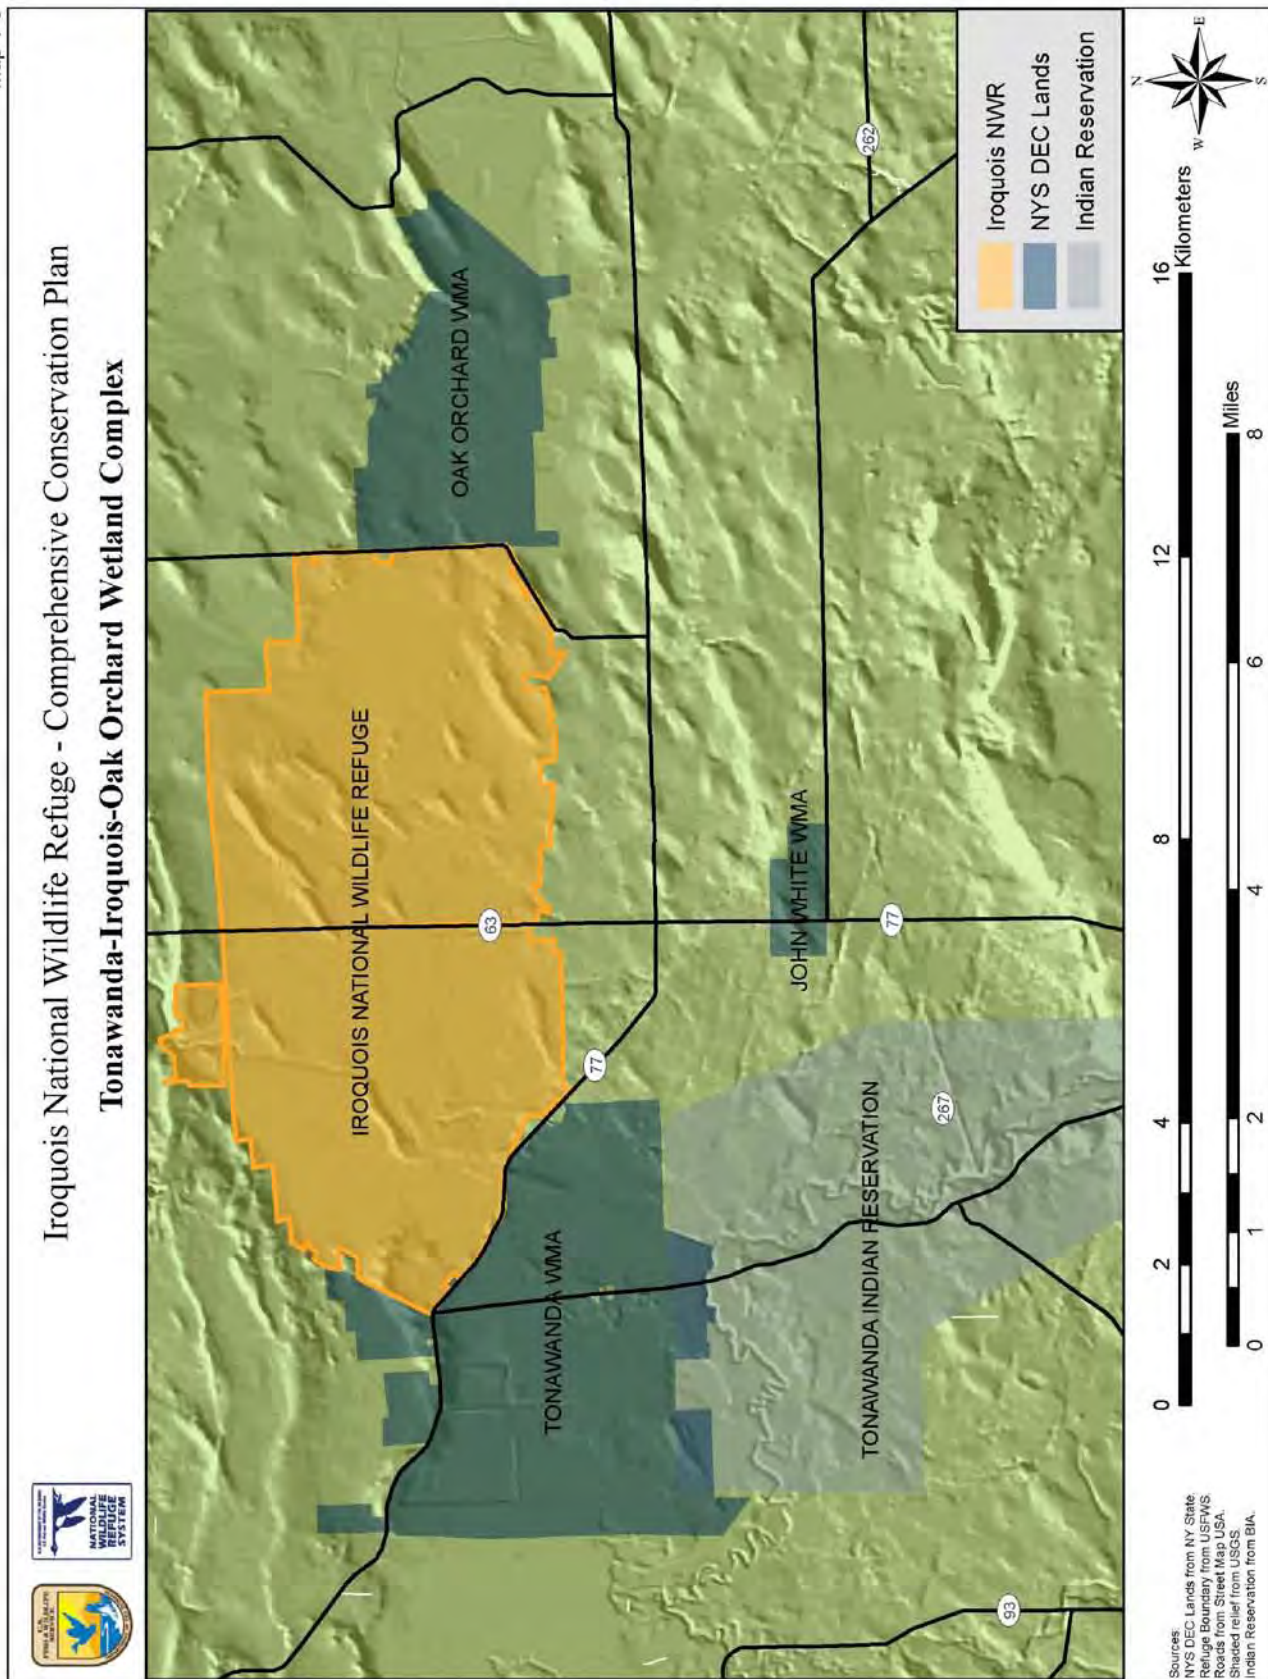 Iroquois National Wildlife Refuge - Comprehensive Conservation Plan
Tonawanda-Iroquois-Oak Orchard Wetland Complex
NATIONAL
WILDLIFE
REFUGE
SYSTEM
U.S.
FISH & WILDLIFE
SERVICE
OAK ORCHARD WMA
IROQUOIS NATIONAL WILDLIFE REFUGE
63
77
TONAWANDA WMA
JOHN WHITE WMA
77
267
TONAWANDA INDIAN RESERVATION
93
262
Iroquois NWR
NYS DEC Lands
Indian Reservation
N
E
S
W
0 2 4 8 12 16
Kilometers
0 1 2 4 6 8
Miles
Sources:
NYS DEC Lands from NY State.
Refuge Boundary from USFWS.
Roads from Street Map USA.
Shaded relief from USGS.
Indian Reservation from BIA.